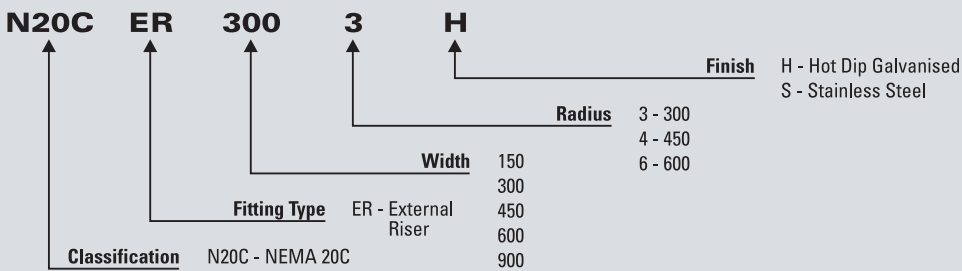 N20C ER 300 3 H
Finish H - Hot Dip Galvanised
S - Stainless Steel
Radius 3 - 300
4 - 450
6 - 600
Width 150
300
450
600
900
Fitting Type ER - External
Riser
Classification N20C - NEMA 20C